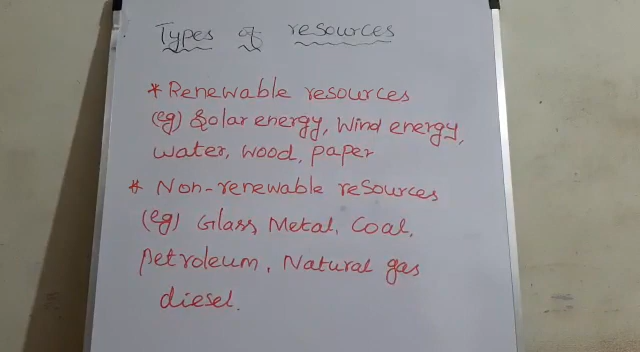 Types of resources
* Renewable resources
(eg) Solar energy, Wind energy,
water, wood, paper
* Non-renewable resources
(eg) Glass Metal, Coal,
petroleum, Natural gas
diesel.